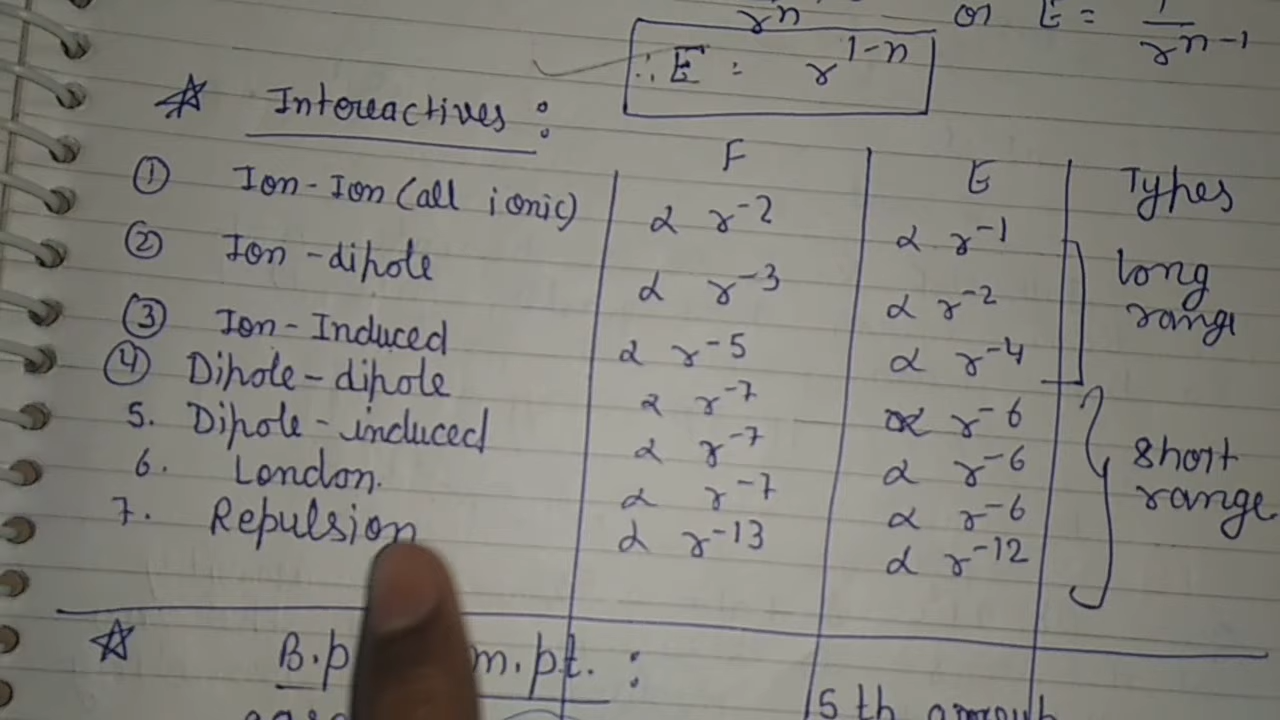 r^n or E = 1/r^n-1
∴ E = r^1-n
☆ Intereactives :
F E Types
① Ion-Ion (all ionic) α r^-2 α r^-1
② Ion-dipole α r^-3 α r^-2 long range
③ Ion-Induced α r^-5 α r^-4
④ Dipole-dipole α r^-7 α r^-6
5. Dipole-induced α r^-7 α r^-6 short range
6. London. α r^-7 α r^-6
7. Repulsion α r^-13 α r^-12
☆ B.p m.pt. :
5 th amount